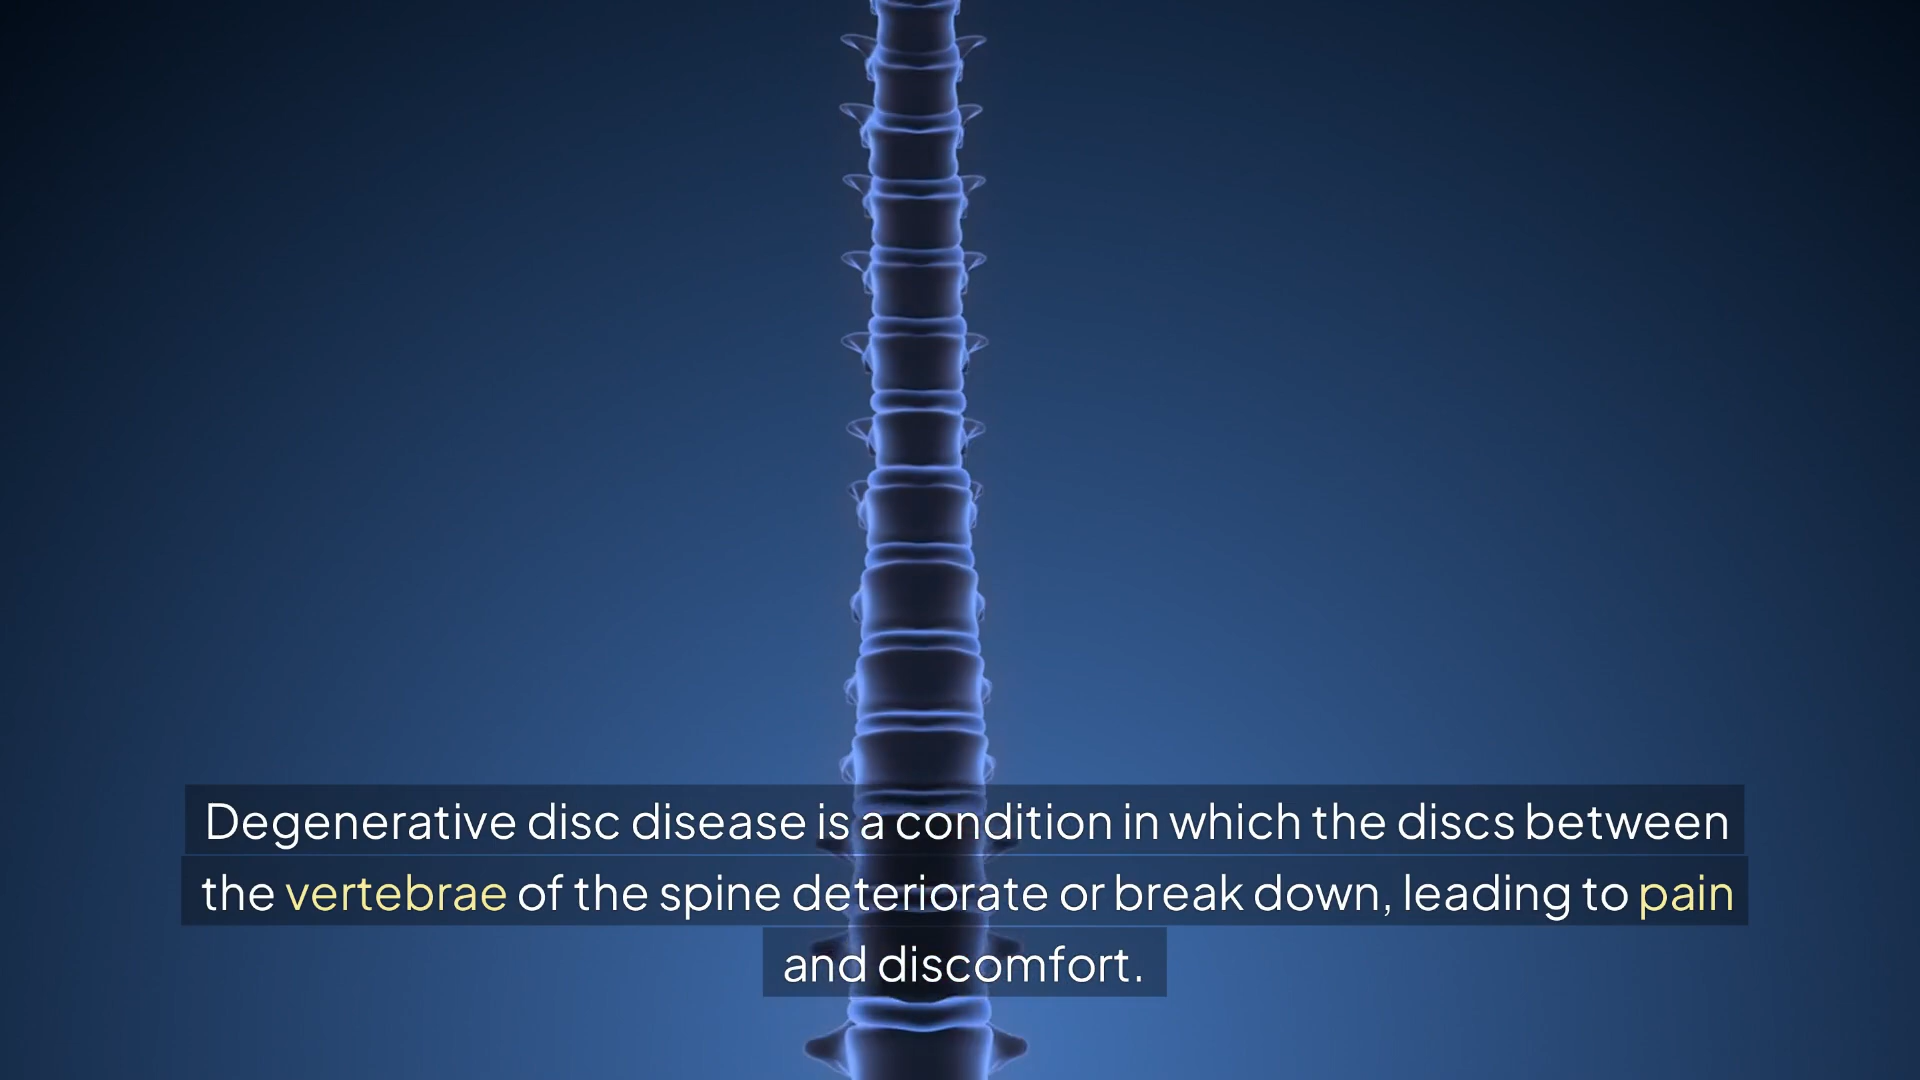 Degenerative disc disease is a condition in which the discs between
the vertebrae of the spine deteriorate or break down, leading to pain
and discomfort.